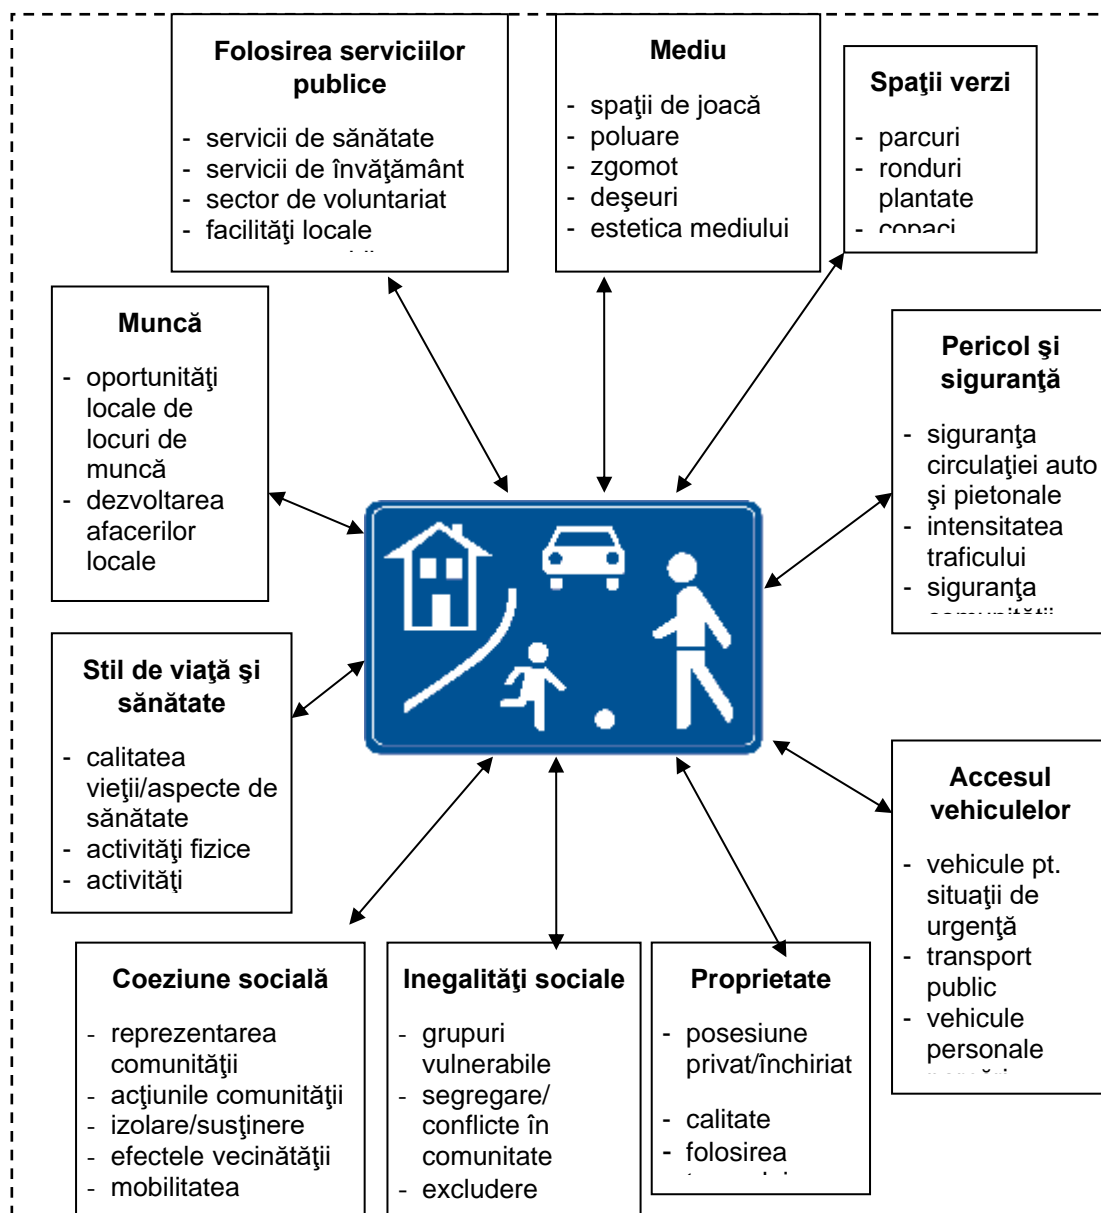 Folosirea serviciilor
publice
- servicii de sănătate
- servicii de învăţământ
- sector de voluntariat
- facilităţi locale
Mediu
- spaţii de joacă
- poluare
- zgomot
- deşeuri
- estetica mediului
Spaţii verzi
- parcuri
- ronduri
plantate
- copaci
Muncă
- oportunităţi
locale de
locuri de
muncă
- dezvoltarea
afacerilor
locale
Pericol şi
siguranţă
- siguranţa
circulaţiei auto
şi pietonale
- intensitatea
traficului
- siguranţa
comunităţii
Stil de viaţă şi
sănătate
- calitatea
vieţii/aspecte de
sănătate
- activităţi fizice
- activităţi
Accesul
vehiculelor
- vehicule pt.
situaţii de
urgenţă
- transport
public
- vehicule
personale
Coeziune socială
- reprezentarea
comunităţii
- acţiunile comunităţii
- izolare/susţinere
- efectele vecinătăţii
- mobilitatea
Inegalităţi sociale
- grupuri
vulnerabile
- segregare/
conflicte în
comunitate
- excludere
Proprietate
- posesiune
privat/închiriat
- calitate
- folosirea